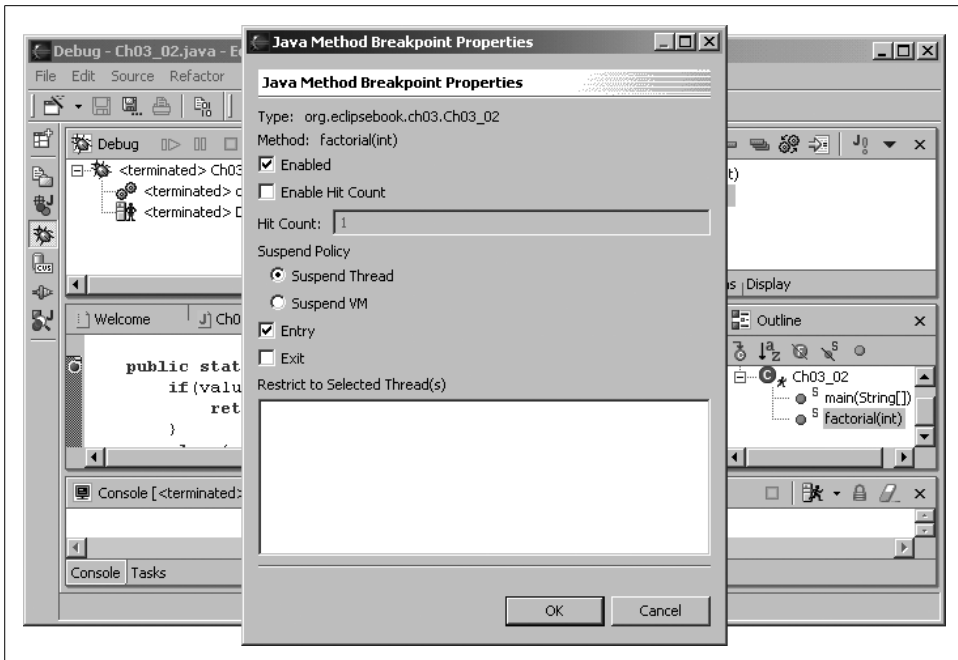 Debug - Ch03_02.java - E
File Edit Source Refactor
Debug
<terminated> Ch03
<terminated>
<terminated> D
Welcome
Ch0
public stat
if(valu
ret
}
Console [<terminated>
Console Tasks
Java Method Breakpoint Properties
Java Method Breakpoint Properties
Type: org.eclipsebook.ch03.Ch03_02
Method: factorial(int)
Enabled
Enable Hit Count
Hit Count: 1
Suspend Policy
Suspend Thread
Suspend VM
Entry
Exit
Restrict to Selected Thread(s)
OK Cancel
t)
ns Display
Outline
Ch03_02
main(String[])
factorial(int)